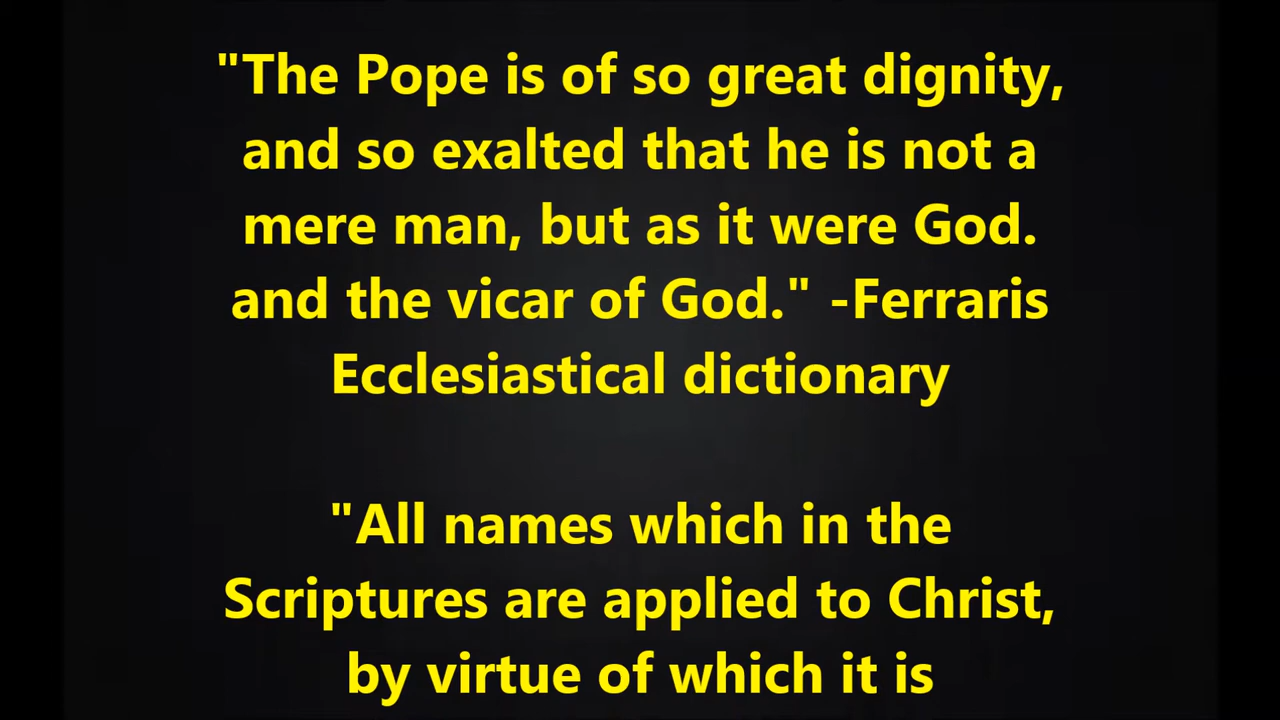 "The Pope is of so great dignity,
and so exalted that he is not a
mere man, but as it were God.
and the vicar of God." -Ferraris
Ecclesiastical dictionary
"All names which in the
Scriptures are applied to Christ,
by virtue of which it is